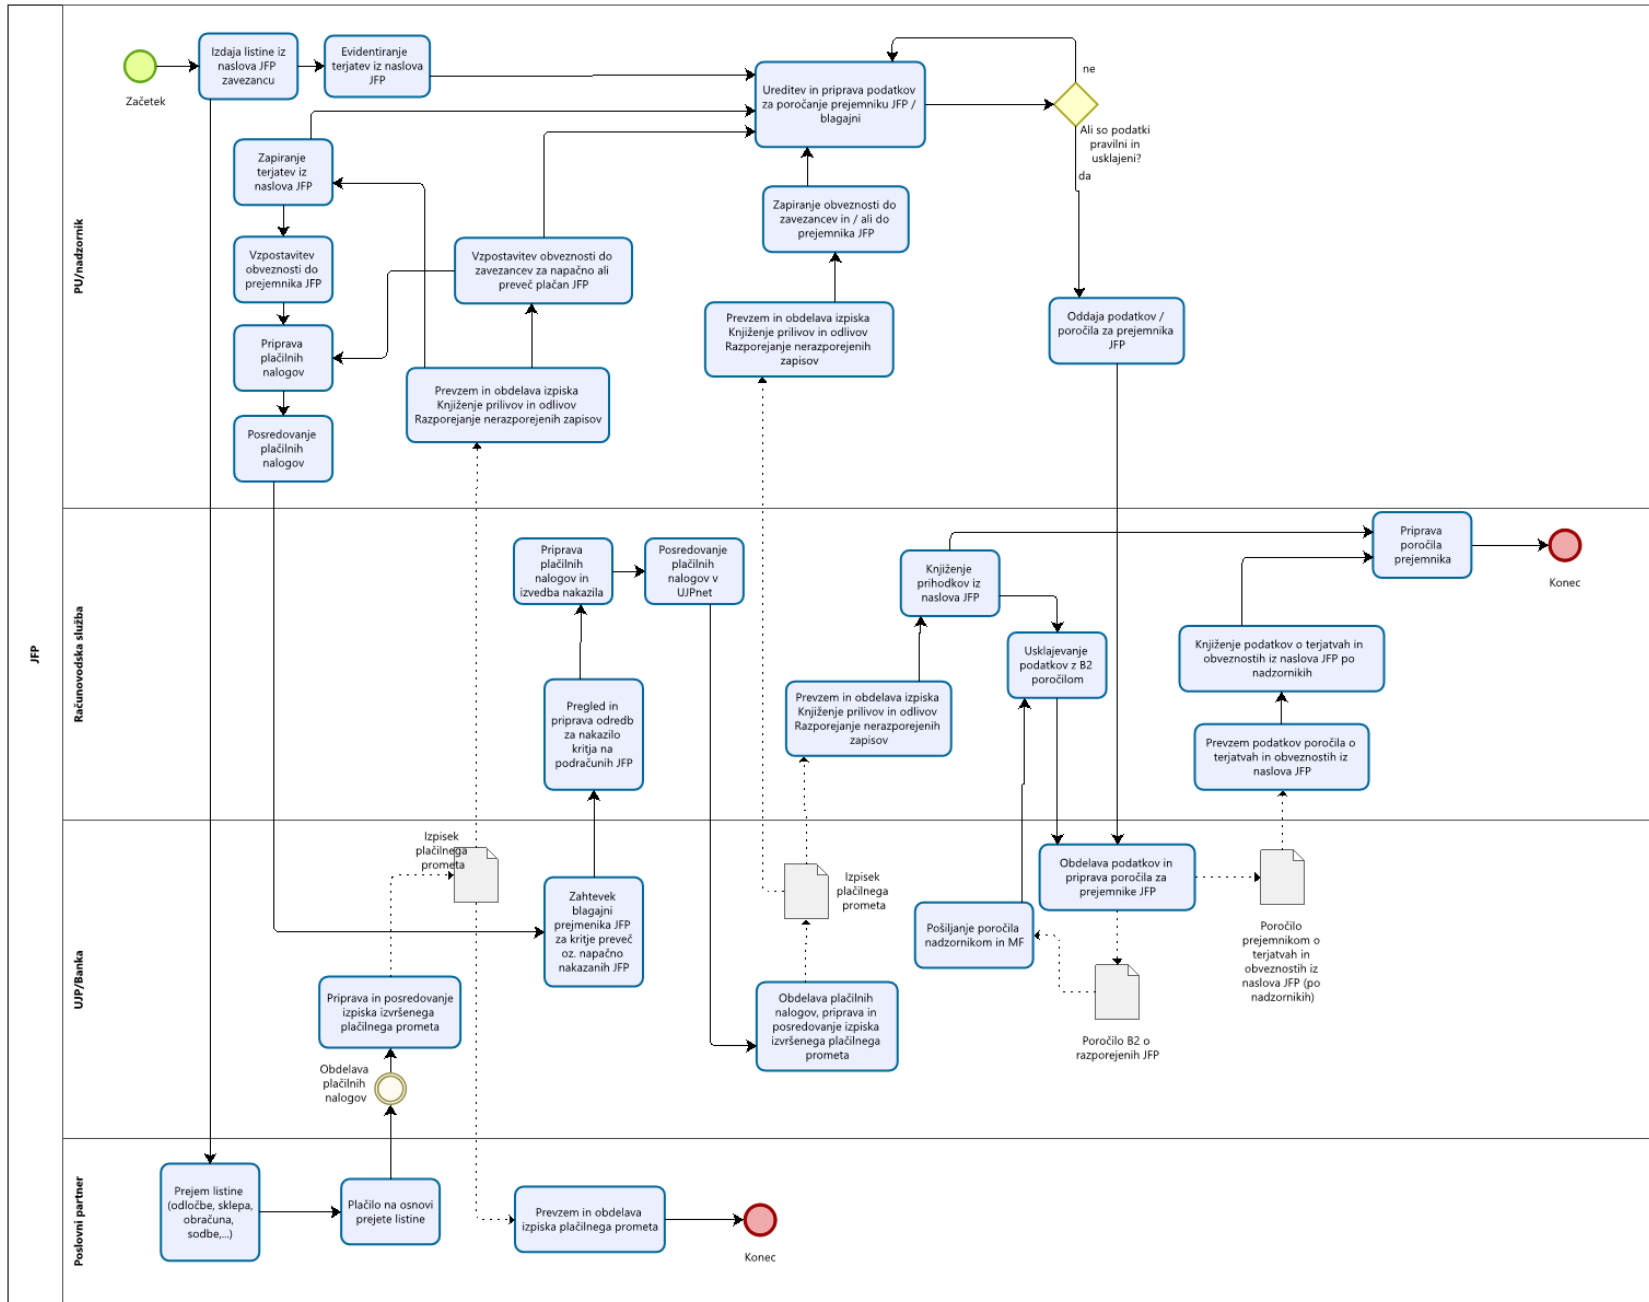 JFP
PU/nadzornik
Začetek
Izdaja listine iz
naslova JFP
zavezancu
Evidentiranje
terjatev iz naslova
JFP
Ureditev in priprava podatkov
za poročanje prejemniku JFP /
blagajni
ne
Ali so podatki
pravilni in
usklajeni?
da
Zapiranje
terjatev iz
naslova JFP
Zapiranje obveznosti do
zavezancev in / ali do
prejemnika JFP
Vzpostavitev
obveznosti do
prejemnika JFP
Vzpostavitev obveznosti do
zavezancev za napačno ali
preveč plačan JFP
Prevzem in obdelava izpiska
Knjiženje prilivov in odlivov
Razporejanje nerazporejenih
zapisov
Oddaja podatkov /
poročila za prejemnika
JFP
Priprava
plačilnih
nalogov
Prevzem in obdelava izpiska
Knjiženje prilivov in odlivov
Razporejanje nerazporejenih zapisov
Posredovanje
plačilnih
nalogov
Računovodska služba
Priprava
plačilnih
nalogov in
izvedba nakazila
Posredovanje
plačilnih
nalogov v
UJPnet
Knjiženje
prihodkov iz
naslova JFP
Priprava
poročila
prejemnika
Konec
Usklajevanje
podatkov z B2
poročilom
Knjiženje podatkov o terjatvah in
obveznostih iz naslova JFP po
nadzornikih
Pregled in
priprava odredb
za nakazilo
kritja na
podračunih JFP
Prevzem in obdelava izpiska
Knjiženje prilivov in odlivov
Razporejanje nerazporejenih
zapisov
Prevzem podatkov poročila o
terjatvah in obveznostih iz
naslova JFP
UJP/Banka
Izpisek
plačilnega
prometa
Zahtevek
blagajni
prejmenika JFP
za kritje preveč
oz. napačno
nakazanih JFP
Izpisek
plačilnega
prometa
Obdelava podatkov in
priprava poročila za
prejemnike JFP
Pošiljanje poročila
nadzornikom in MF
Poročilo
prejemnikom o
terjatvah in
obveznostih iz
naslova JFP (po
nadzornikih)
Priprava in posredovanje
izpiska izvršenega
plačilnega prometa
Obdelava plačilnih
nalogov, priprava in
posredovanje izpiska
izvršenega plačilnega
prometa
Poročilo B2 o
razporejenih JFP
Obdelava
plačilnih
nalogov
Poslovni partner
Prejem listine
(odločbe, sklepa,
obračuna,
sodbe,...)
Plačilo na osnovi
prejete listine
Prevzem in obdelava
izpiska plačilnega prometa
Konec